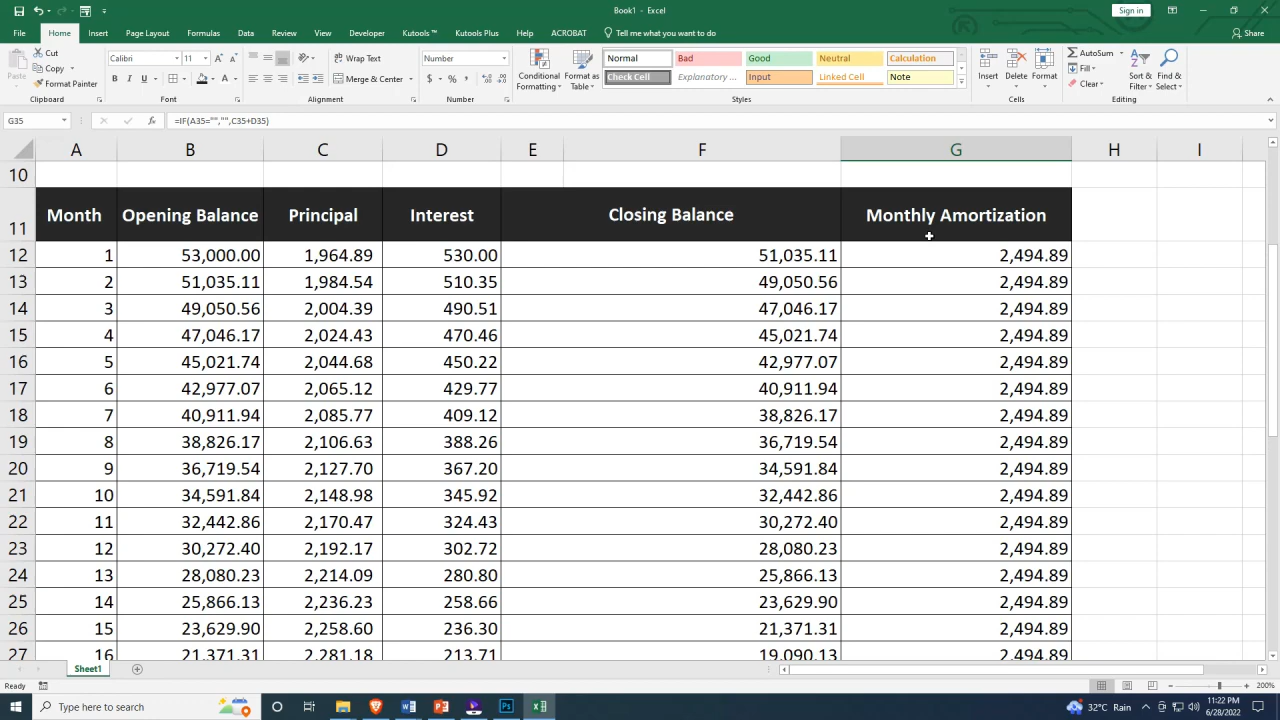 Book1 - Excel
Sign in
File Home Insert Page Layout Formulas Data Review View Developer Kutools ™ Kutools Plus Help ACROBAT Tell me what you want to do Share
Paste Cut Copy Format Painter Clipboard
Calibri 11 B I U A Font
Wrap Text Merge & Center Alignment
Number $ % Number
Conditional Formatting Format as Table
Normal Bad Good Neutral Calculation
Check Cell Explanatory ... Input Linked Cell Note
Styles
Insert Delete Format Cells
AutoSum Fill Clear Sort & Filter Find & Select Editing
G35 fx =IF(A35="","",C35+D35)
A B C D E F G H I
10
11 Month Opening Balance Principal Interest Closing Balance Monthly Amortization
12 1 53,000.00 1,964.89 530.00 51,035.11 2,494.89
13 2 51,035.11 1,984.54 510.35 49,050.56 2,494.89
14 3 49,050.56 2,004.39 490.51 47,046.17 2,494.89
15 4 47,046.17 2,024.43 470.46 45,021.74 2,494.89
16 5 45,021.74 2,044.68 450.22 42,977.07 2,494.89
17 6 42,977.07 2,065.12 429.77 40,911.94 2,494.89
18 7 40,911.94 2,085.77 409.12 38,826.17 2,494.89
19 8 38,826.17 2,106.63 388.26 36,719.54 2,494.89
20 9 36,719.54 2,127.70 367.20 34,591.84 2,494.89
21 10 34,591.84 2,148.98 345.92 32,442.86 2,494.89
22 11 32,442.86 2,170.47 324.43 30,272.40 2,494.89
23 12 30,272.40 2,192.17 302.72 28,080.23 2,494.89
24 13 28,080.23 2,214.09 280.80 25,866.13 2,494.89
25 14 25,866.13 2,236.23 258.66 23,629.90 2,494.89
26 15 23,629.90 2,258.60 236.30 21,371.31 2,494.89
27 16 21,371.31 2,281.18 213.71 19,090.13 2,494.89
Sheet1
Ready 200%
Type here to search 32°C Rain 11:22 PM
6/28/2022